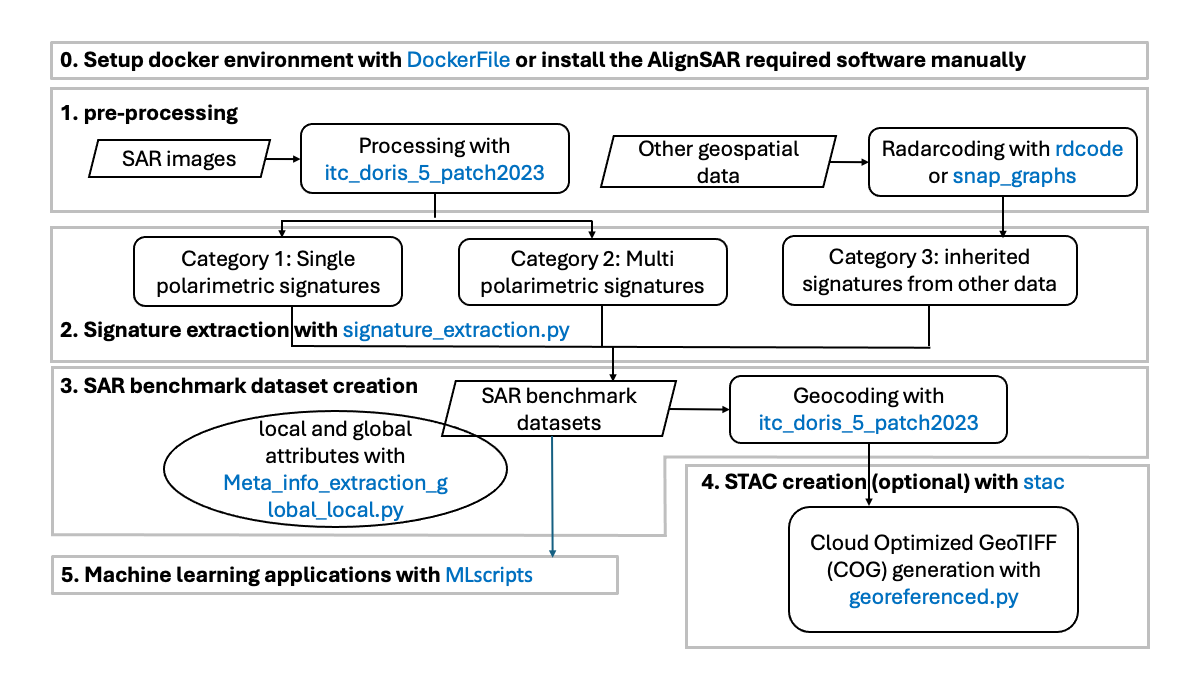 0. Setup docker environment with DockerFile or install the AlignSAR required software manually
1. pre-processing
SAR images
Processing with
itc_doris_5_patch2023
Other geospatial
data
Radarcoding with rdcode
or snap_graphs
Category 1: Single
polarimetric signatures
Category 2: Multi
polarimetric signatures
Category 3: inherited
signatures from other data
2. Signature extraction with signature_extraction.py
3. SAR benchmark dataset creation
SAR benchmark
datasets
Geocoding with
itc_doris_5_patch2023
local and global
attributes with
Meta_info_extraction_g
lobal_local.py
4. STAC creation (optional) with stac
Cloud Optimized GeoTIFF
(COG) generation with
georeferenced.py
5. Machine learning applications with MLscripts